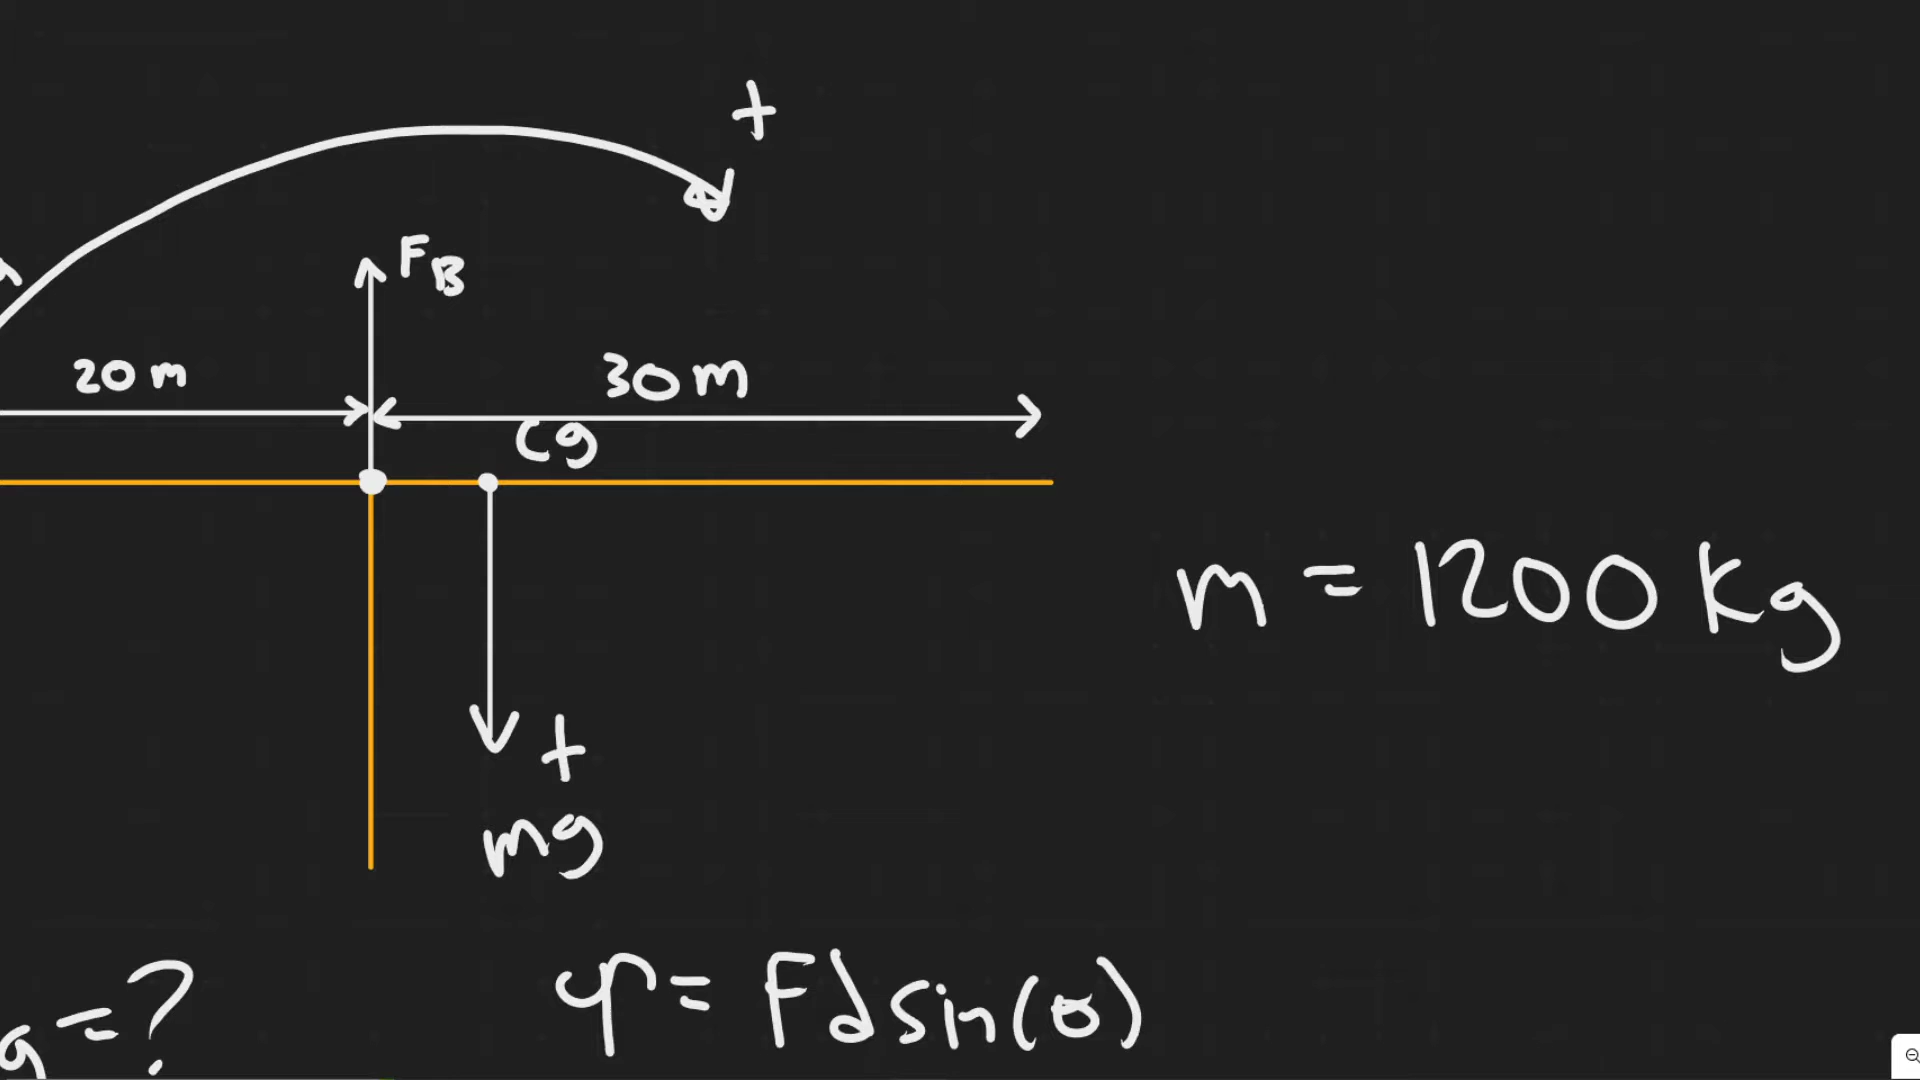 +
F_B
20 m
30 m
cg
m = 1200 kg
+
mg
g = ?
τ = Fd sin(θ)